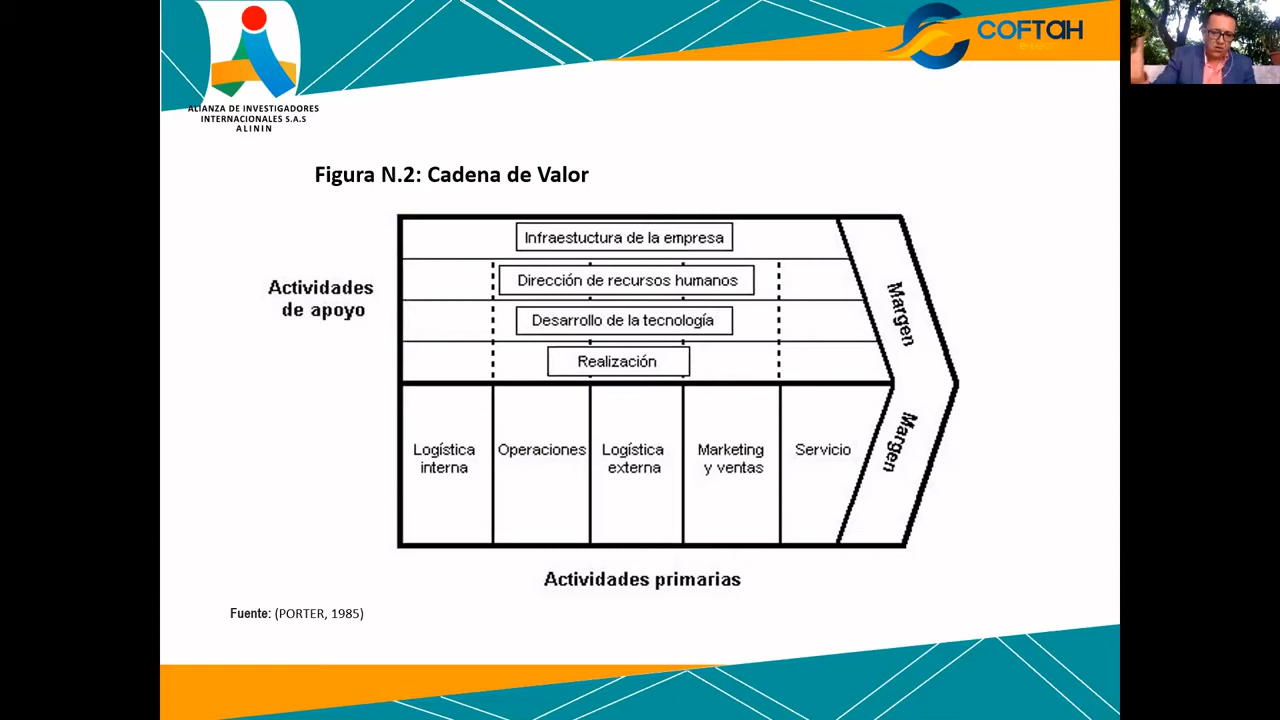 ALIANZA DE INVESTIGADORES
INTERNACIONALES S.A.S
ALININ
COFTAH
Figura N.2: Cadena de Valor
Actividades
de apoyo
Infraestuctura de la empresa
Dirección de recursos humanos
Desarrollo de la tecnología
Realización
Margen
Margen
Logística
interna
Operaciones
Logística
externa
Marketing
y ventas
Servicio
Actividades primarias
Fuente: (PORTER, 1985)